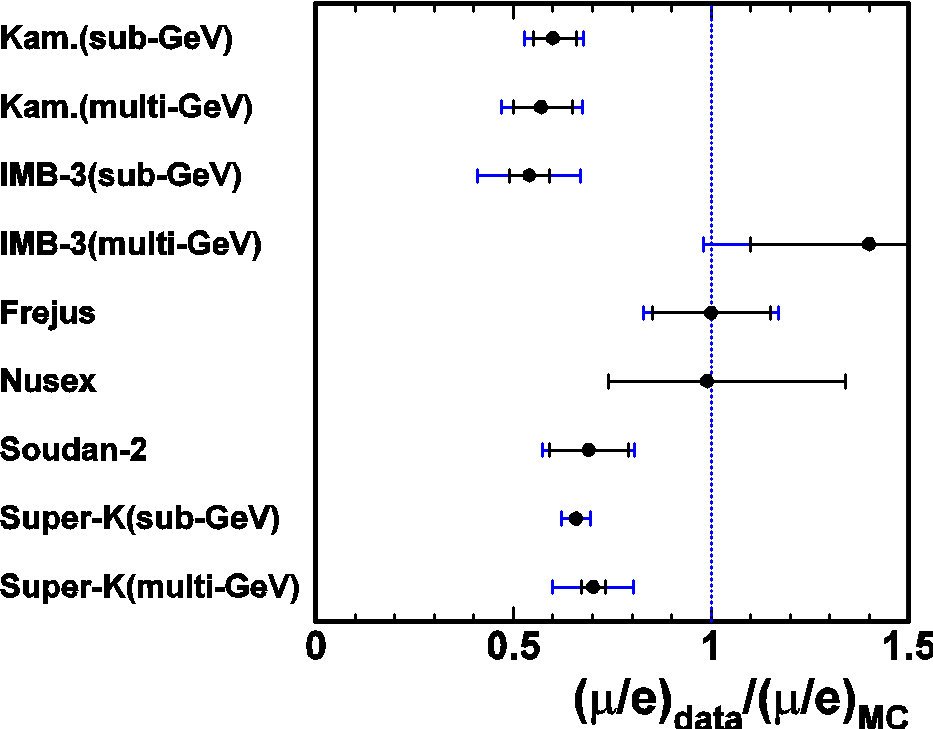 Kam.(sub-GeV)
Kam.(multi-GeV)
IMB-3(sub-GeV)
IMB-3(multi-GeV)
Frejus
Nusex
Soudan-2
Super-K(sub-GeV)
Super-K(multi-GeV)
0 0.5 1 1.5
(μ/e)data/(μ/e)MC